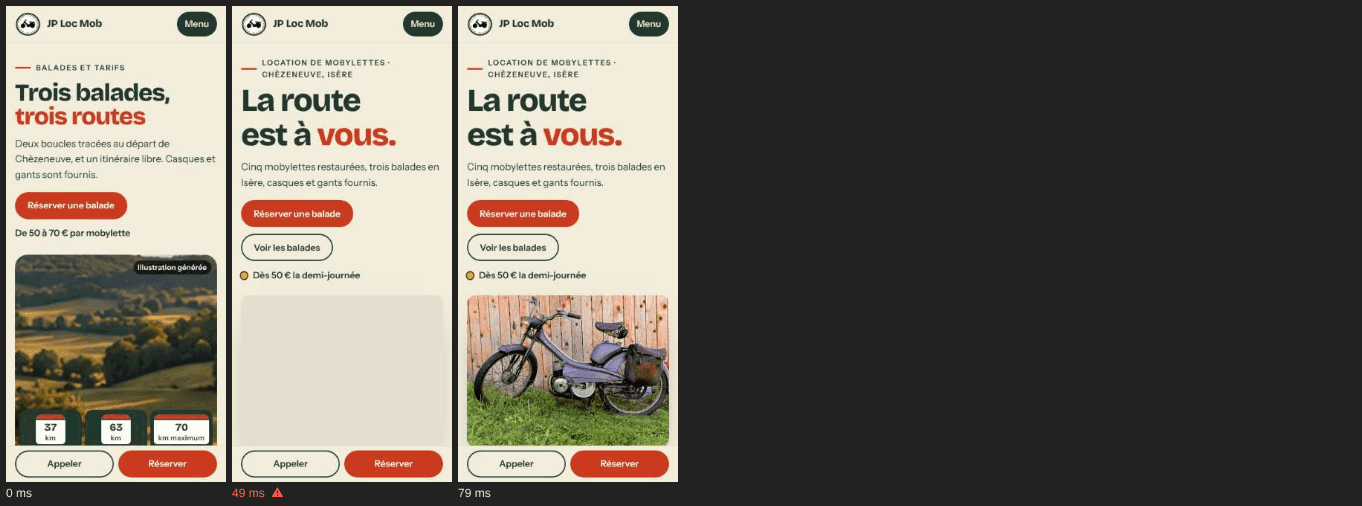 JP Loc Mob
Menu
BALADES ET TARIFS
Trois balades,
trois routes
Deux boucles tracées au départ de
Chèzeneuve, et un itinéraire libre. Casques et
gants sont fournis.
Réserver une balade
De 50 à 70 € par mobylette
Illustration générée
37
km
63
km
70
km maximum
Appeler
Réserver
0 ms
JP Loc Mob
Menu
LOCATION DE MOBYLETTES ·
CHÈZENEUVE, ISÈRE
La route
est à vous.
Cinq mobylettes restaurées, trois balades en
Isère, casques et gants fournis.
Réserver une balade
Voir les balades
Dès 50 € la demi-journée
Appeler
Réserver
49 ms
JP Loc Mob
Menu
LOCATION DE MOBYLETTES ·
CHÈZENEUVE, ISÈRE
La route
est à vous.
Cinq mobylettes restaurées, trois balades en
Isère, casques et gants fournis.
Réserver une balade
Voir les balades
Dès 50 € la demi-journée
Appeler
Réserver
79 ms